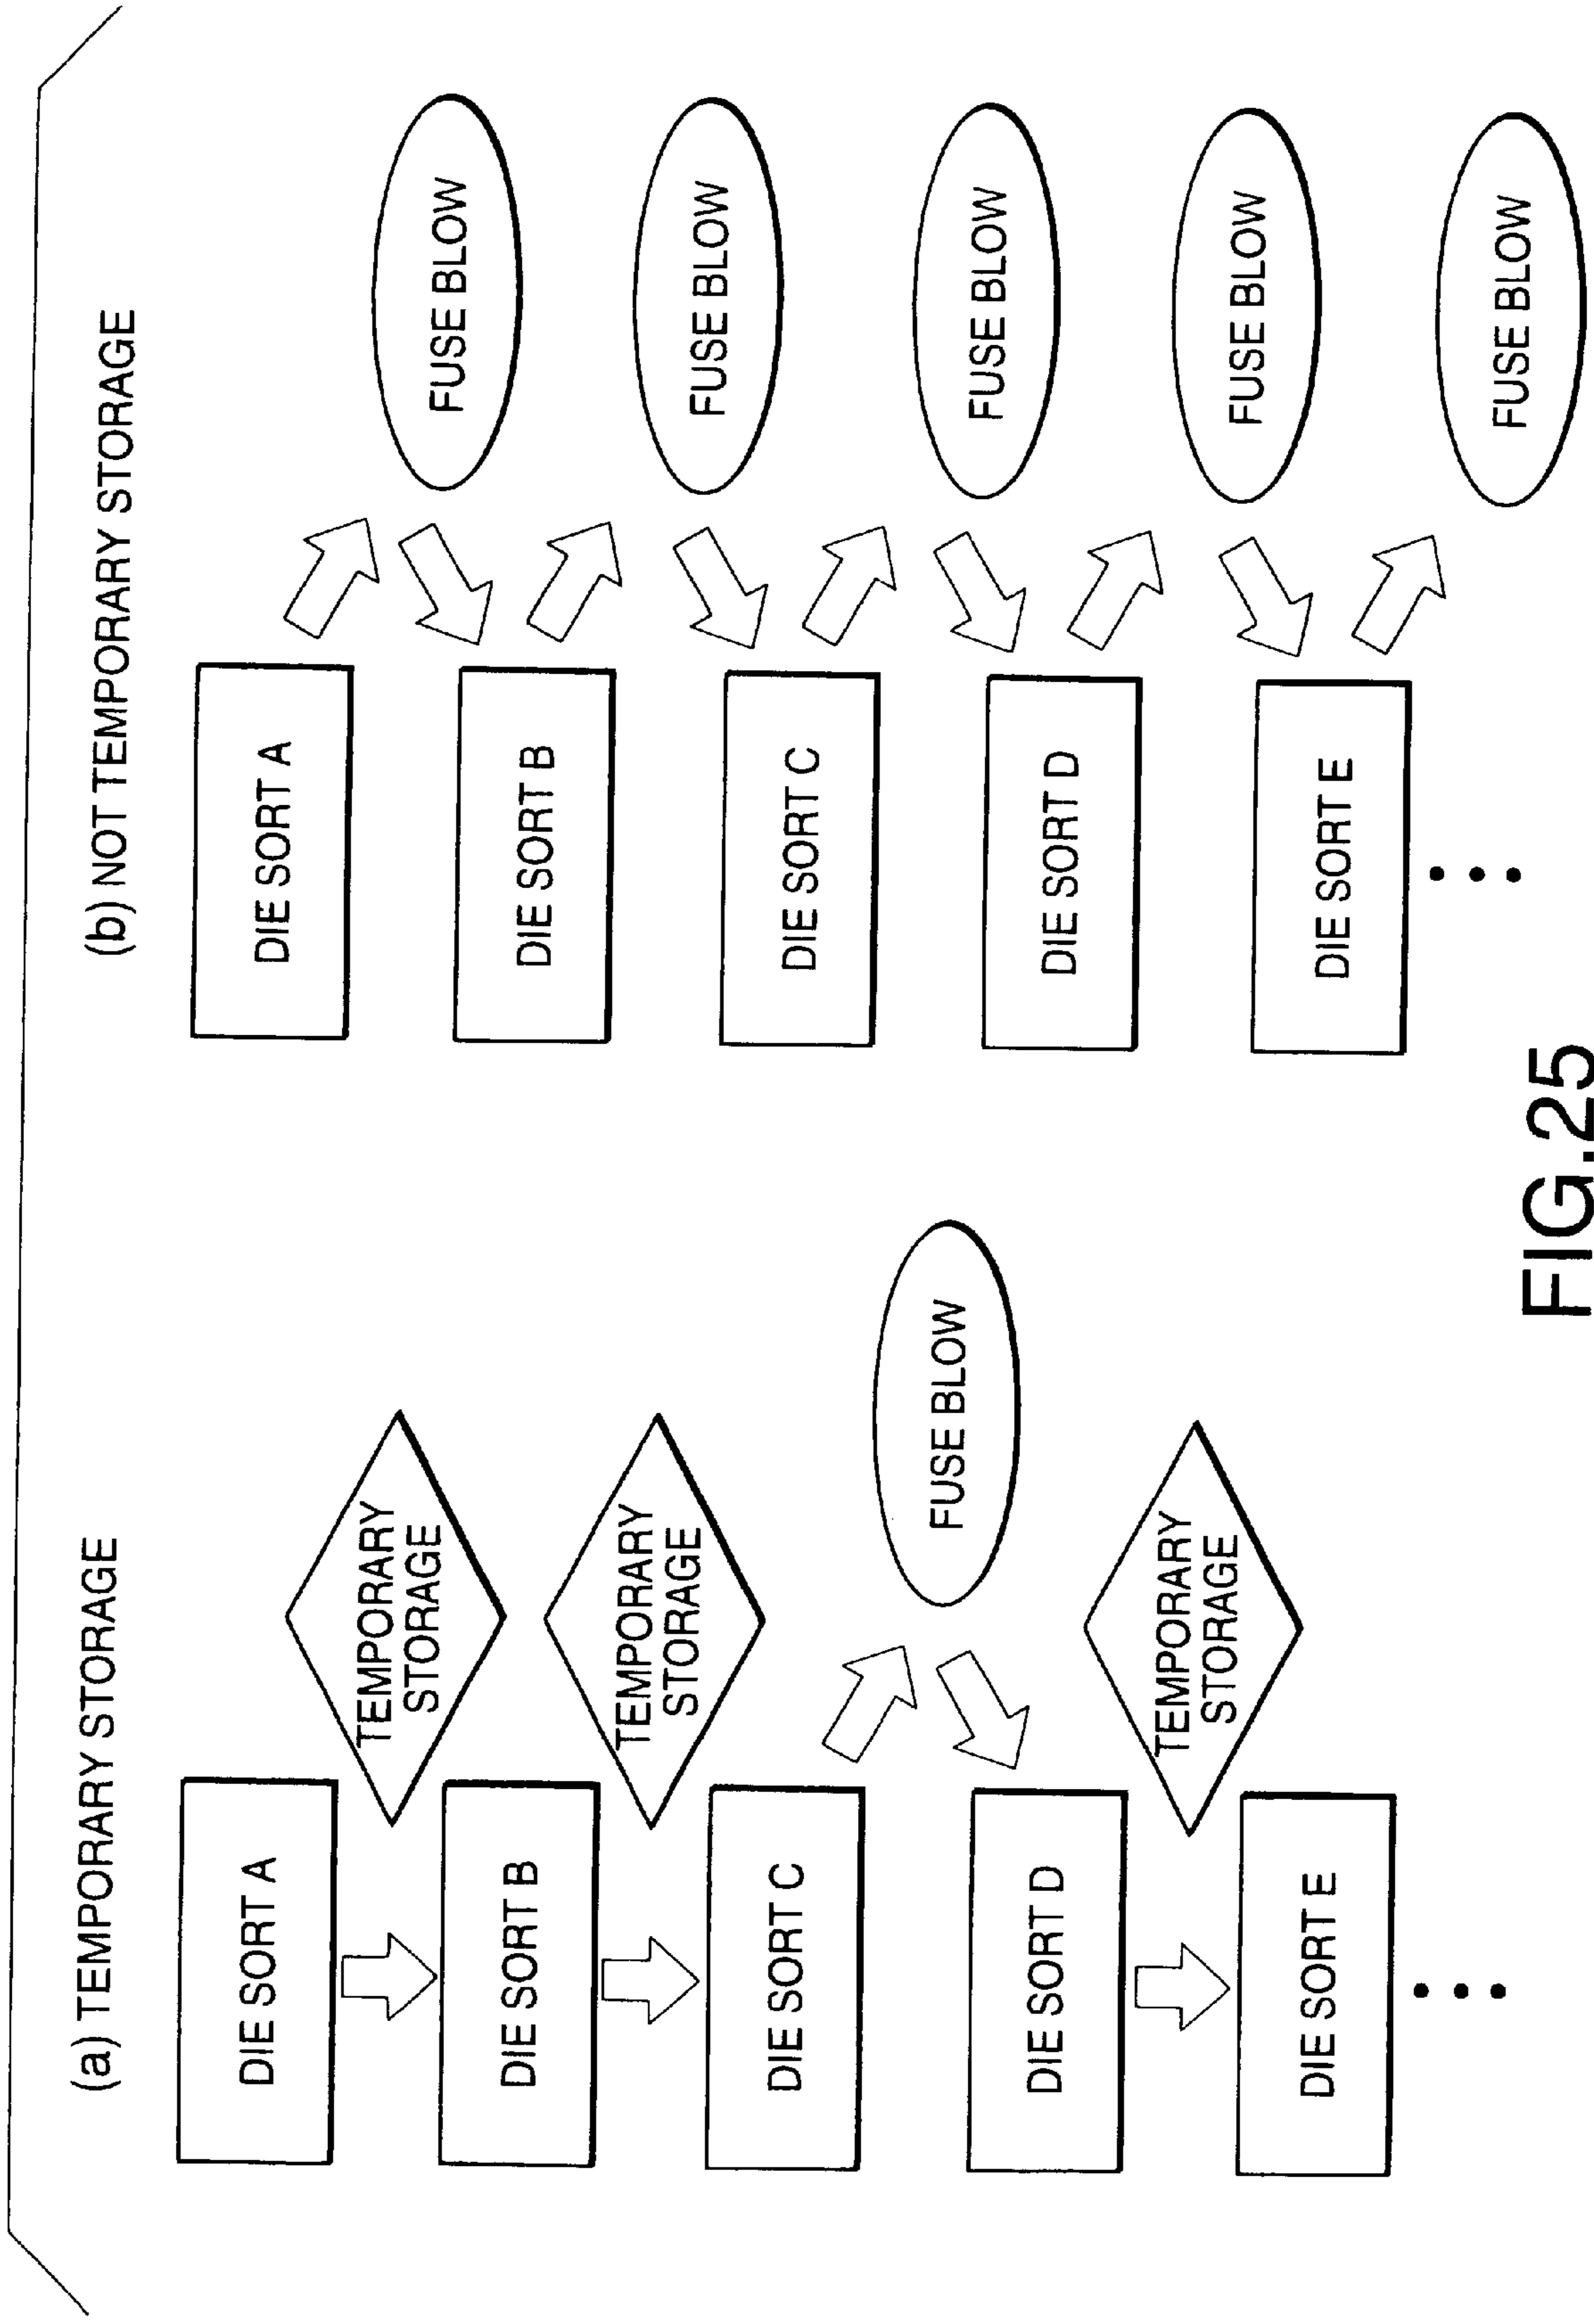 (a) TEMPORARY STORAGE
DIE SORT A
TEMPORARY
STORAGE
DIE SORT B
TEMPORARY
STORAGE
DIE SORT C
FUSE BLOW
DIE SORT D
TEMPORARY
STORAGE
DIE SORT E
(b) NOT TEMPORARY STORAGE
DIE SORT A
FUSE BLOW
DIE SORT B
FUSE BLOW
DIE SORT C
FUSE BLOW
DIE SORT D
FUSE BLOW
DIE SORT E
FUSE BLOW
FIG.25